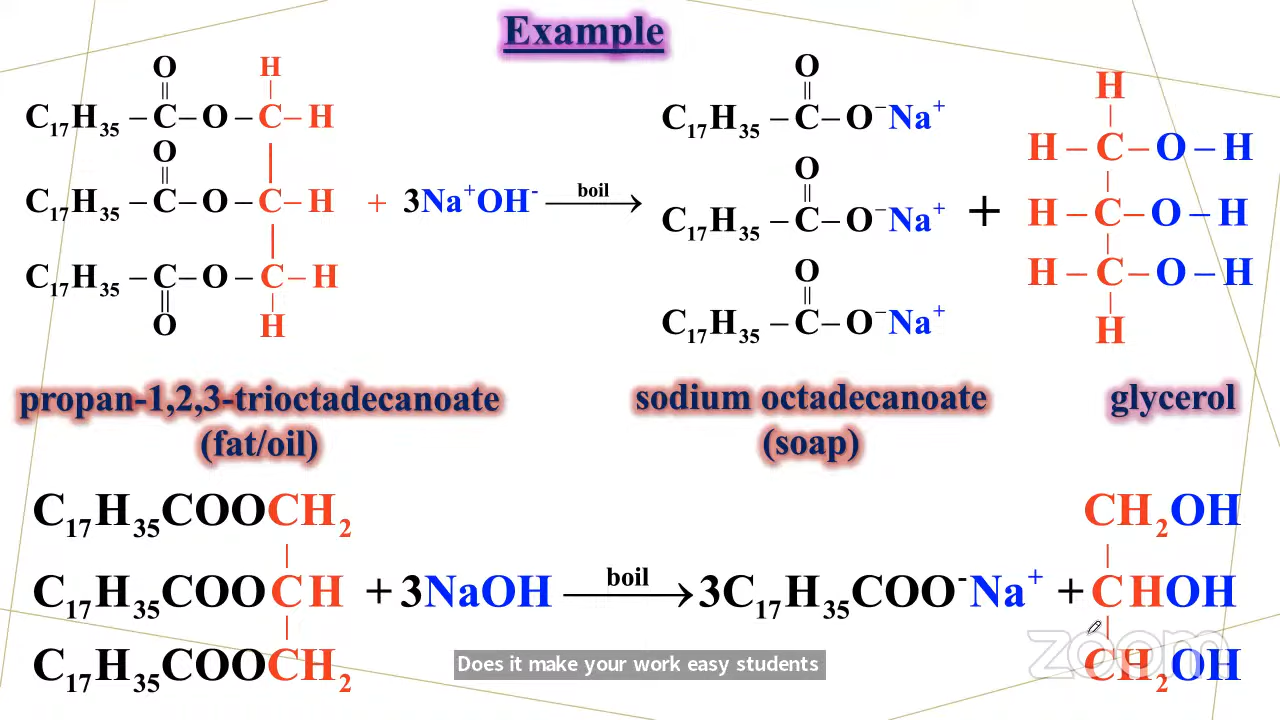 Example
O H O H
|| | || |
C₁₇H₃₅ – C – O – C – H C₁₇H₃₅ – C – O⁻Na⁺ H – C – O – H
O | O |
|| | || |
C₁₇H₃₅ – C – O – C – H + 3Na⁺OH⁻ boil → C₁₇H₃₅ – C – O⁻Na⁺ + H – C – O – H
| O |
| || |
C₁₇H₃₅ – C – O – C – H C₁₇H₃₅ – C – O⁻Na⁺ H – C – O – H
|| | |
O H H
propan-1,2,3-trioctadecanoate sodium octadecanoate glycerol
(fat/oil) (soap)
C₁₇H₃₅COOCH₂ CH₂OH
| |
C₁₇H₃₅COOCH + 3NaOH boil → 3C₁₇H₃₅COO⁻Na⁺ + CHOH
| |
zoom
C₁₇H₃₅COOCH₂ CH₂OH
Does it make your work easy students